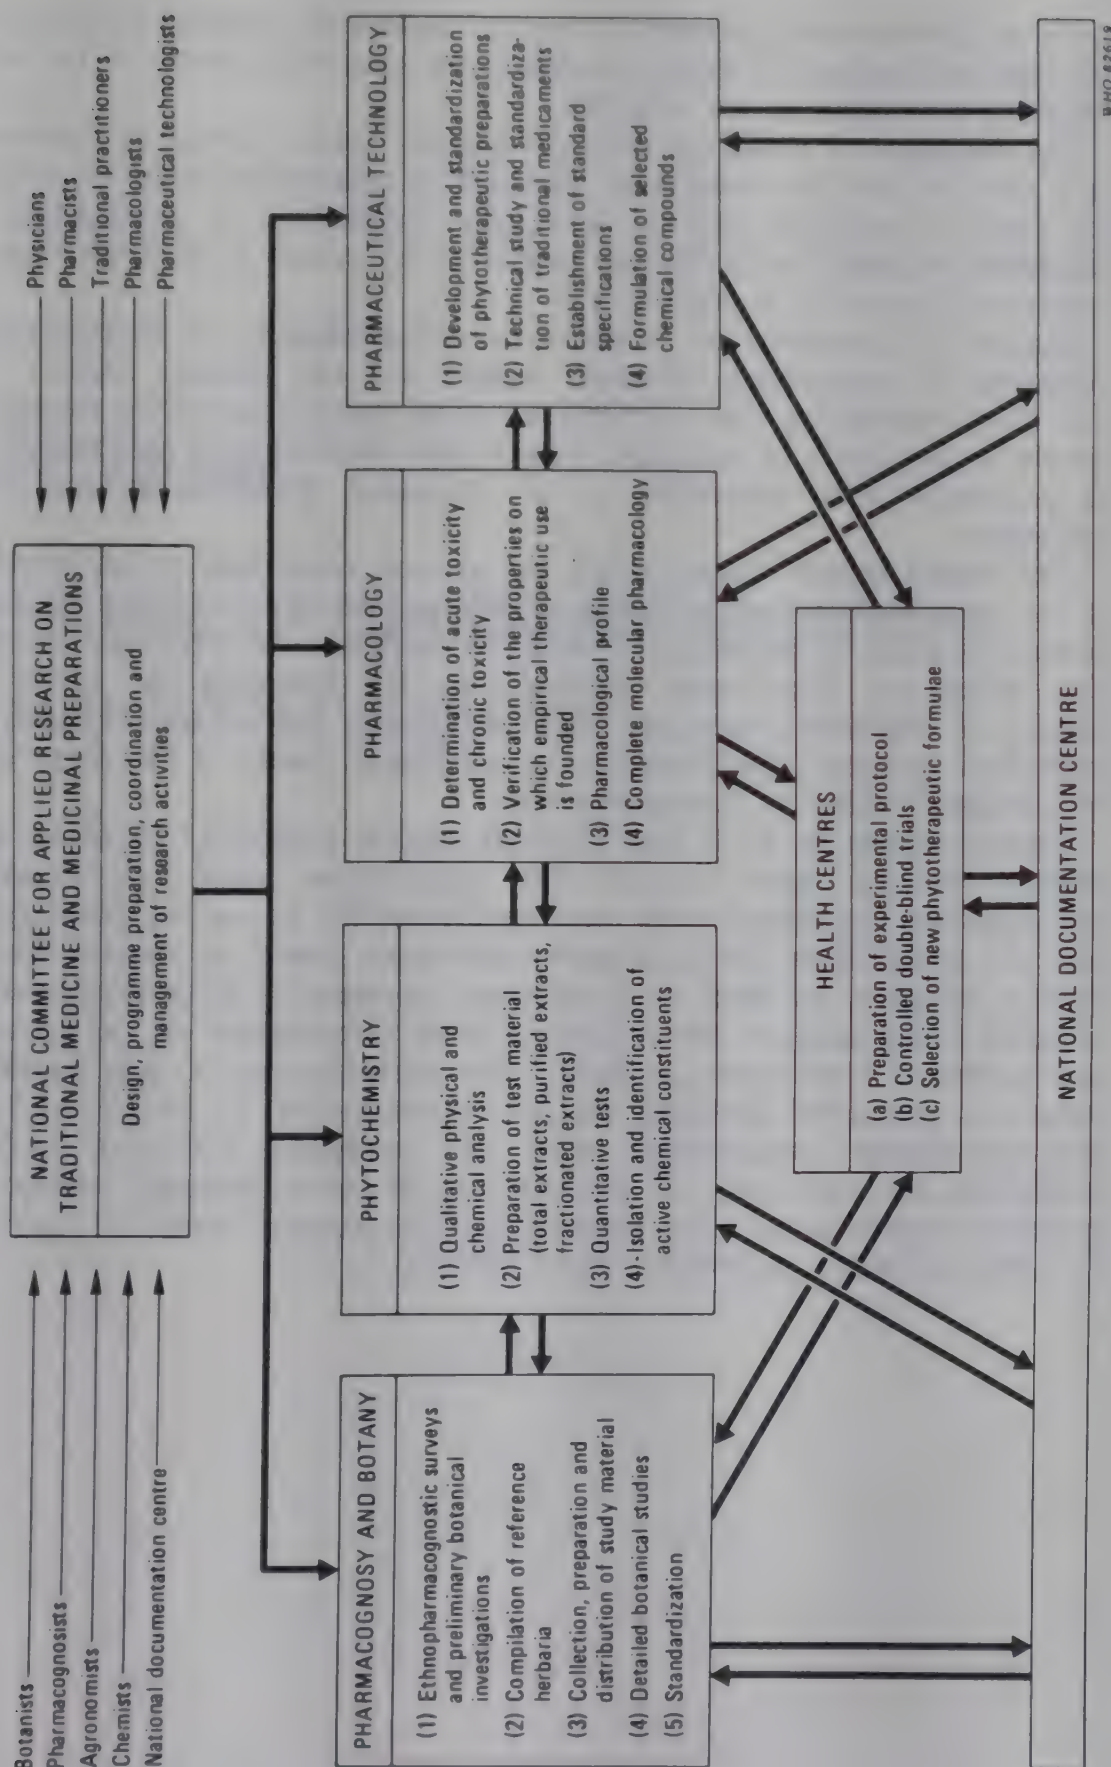 Botanists
Pharmacognosists
Agronomists
Chemists
National documentation centre
NATIONAL COMMITTEE FOR APPLIED RESEARCH ON
TRADITIONAL MEDICINE AND MEDICINAL PREPARATIONS
Design, programme preparation, coordination and
management of research activities
Physicians
Pharmacists
Traditional practitioners
Pharmacologists
Pharmaceutical technologists
PHARMACOGNOSY AND BOTANY
(1) Ethnopharmacognostic surveys
and preliminary botanical
investigations
(2) Compilation of reference
herbaria
(3) Collection, preparation and
distribution of study material
(4) Detailed botanical studies
(5) Standardization
PHYTOCHEMISTRY
(1) Qualitative physical and
chemical analysis
(2) Preparation of test material
(total extracts, purified extracts,
fractionated extracts)
(3) Quantitative tests
(4)-Isolation and identification of
active chemical constituents
PHARMACOLOGY
(1) Determination of acute toxicity
and chronic toxicity
(2) Verification of the properties on
which empirical therapeutic use
is founded
(3) Pharmacological profile
(4) Complete molecular pharmacology
PHARMACEUTICAL TECHNOLOGY
(1) Development and standardization
of phytotherapeutic preparations
(2) Technical study and standardiza-
tion of traditional medicaments
(3) Establishment of standard
specifications
(4) Formulation of selected
chemical compounds
HEALTH CENTRES
(a) Preparation of experimental protocol
(b) Controlled double-blind trials
(c) Selection of new phytotherapeutic formulae
NATIONAL DOCUMENTATION CENTRE
WHO 82619